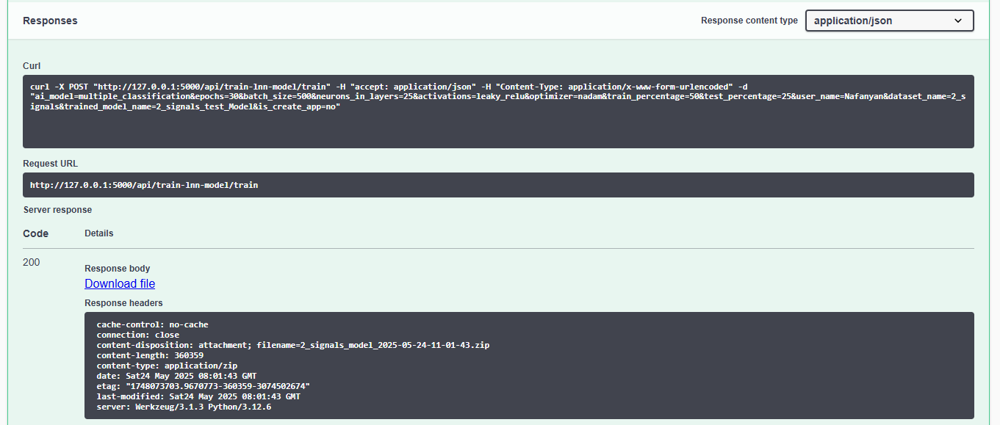 Responses
Response content type application/json
Curl
curl -X POST "http://127.0.0.1:5000/api/train-lnn-model/train" -H "accept: application/json" -H "Content-Type: application/x-www-form-urlencoded" -d
"ai_model=multiple_classification&epochs=30&batch_size=500&neurons_in_layers=25&activations=leaky_relu&optimizer=nadam&train_percentage=50&test_percentage=25&user_name=Nafanyan&dataset_name=2_s
ignals&trained_model_name=2_signals_test_Model&is_create_app=no"
Request URL
http://127.0.0.1:5000/api/train-lnn-model/train
Server response
Code Details
200
Response body
Download file
Response headers
cache-control: no-cache
connection: close
content-disposition: attachment; filename=2_signals_model_2025-05-24-11-01-43.zip
content-length: 360359
content-type: application/zip
date: Sat24 May 2025 08:01:43 GMT
etag: "1748073703.9670773-360359-3074502674"
last-modified: Sat24 May 2025 08:01:43 GMT
server: Werkzeug/3.1.3 Python/3.12.6